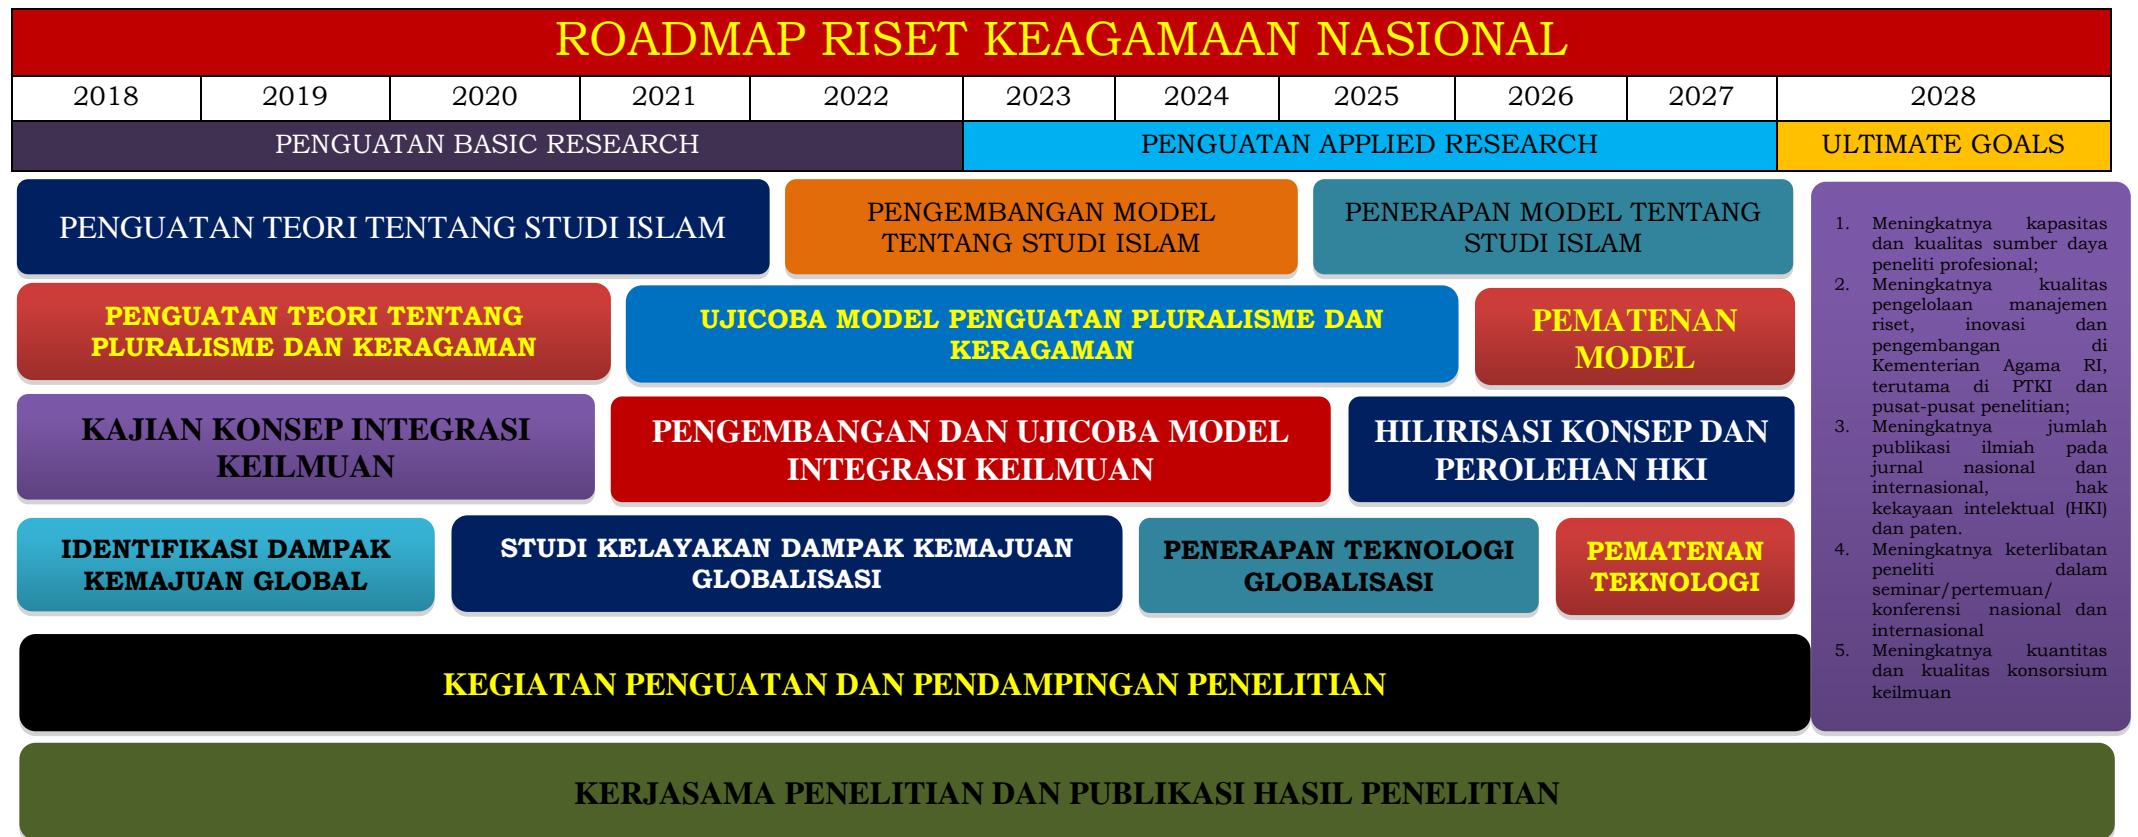 ROADMAP RISET KEAGAMAAN NASIONAL
2018 2019 2020 2021 2022 2023 2024 2025 2026 2027 2028
PENGUATAN BASIC RESEARCH PENGUATAN APPLIED RESEARCH ULTIMATE GOALS
PENGUATAN TEORI TENTANG STUDI ISLAM
PENGEMBANGAN MODEL
TENTANG STUDI ISLAM
PENERAPAN MODEL TENTANG
STUDI ISLAM
PENGUATAN TEORI TENTANG
PLURALISME DAN KERAGAMAN
UJICOBA MODEL PENGUATAN PLURALISME DAN
KERAGAMAN
PEMATENAN
MODEL
KAJIAN KONSEP INTEGRASI
KEILMUAN
PENGEMBANGAN DAN UJICOBA MODEL
INTEGRASI KEILMUAN
HILIRISASI KONSEP DAN
PEROLEHAN HKI
IDENTIFIKASI DAMPAK
KEMAJUAN GLOBAL
STUDI KELAYAKAN DAMPAK KEMAJUAN
GLOBALISASI
PENERAPAN TEKNOLOGI
GLOBALISASI
PEMATENAN
TEKNOLOGI
KEGIATAN PENGUATAN DAN PENDAMPINGAN PENELITIAN
KERJASAMA PENELITIAN DAN PUBLIKASI HASIL PENELITIAN
1. Meningkatnya kapasitas
dan kualitas sumber daya
peneliti profesional;
2. Meningkatnya kualitas
pengelolaan manajemen
riset, inovasi dan
pengembangan di
Kementerian Agama RI,
terutama di PTKI dan
pusat-pusat penelitian;
3. Meningkatnya jumlah
publikasi ilmiah pada
jurnal nasional dan
internasional, hak
kekayaan intelektual (HKI)
dan paten.
4. Meningkatnya keterlibatan
peneliti dalam
seminar/pertemuan/
konferensi nasional dan
internasional
5. Meningkatnya kuantitas
dan kualitas konsorsium
keilmuan